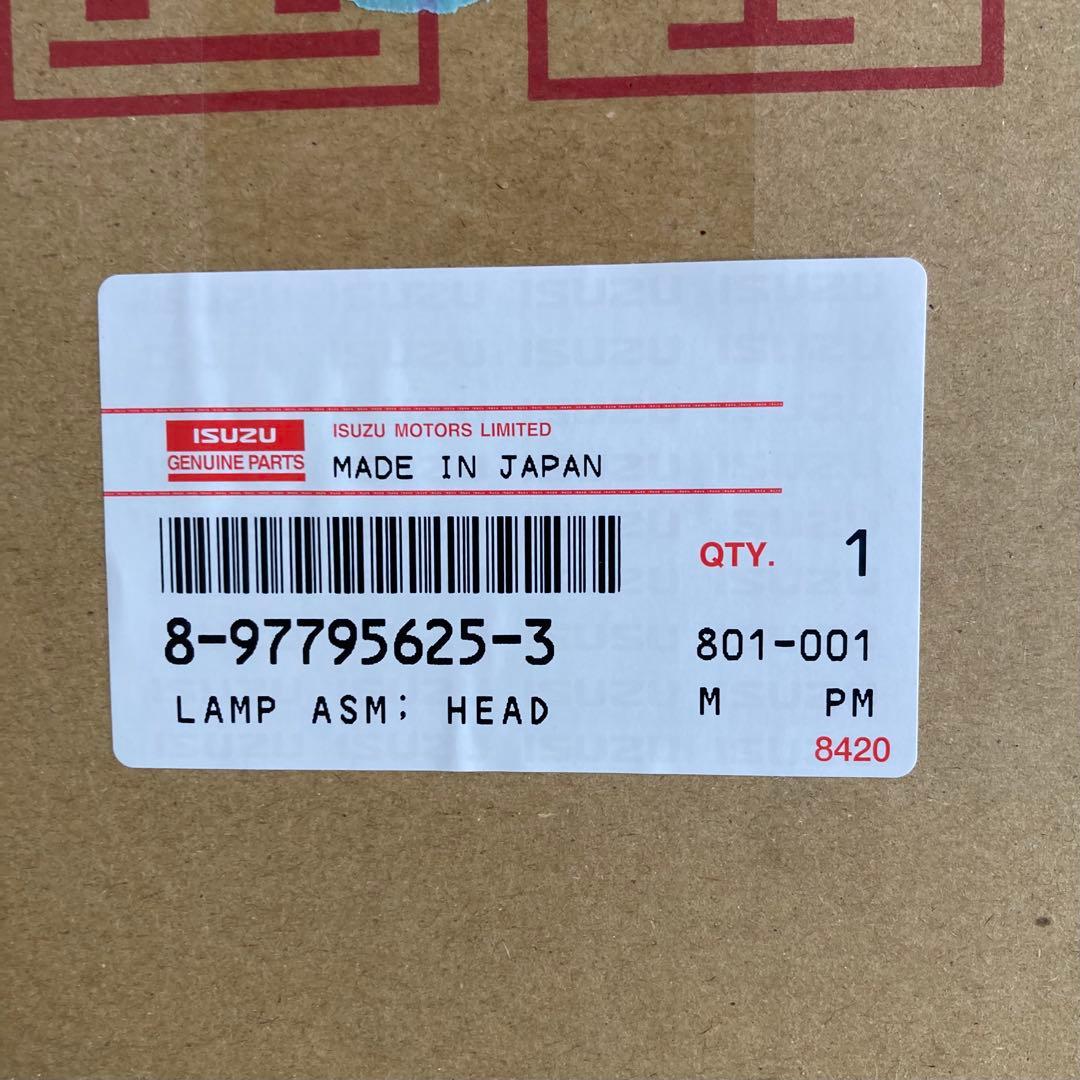 ISUZU
GENUINE PARTS
ISUZU MOTORS LIMITED
MADE IN JAPAN
QTY. 1
8-97795625-3
801-001
LAMP ASM; HEAD
M PM
8420